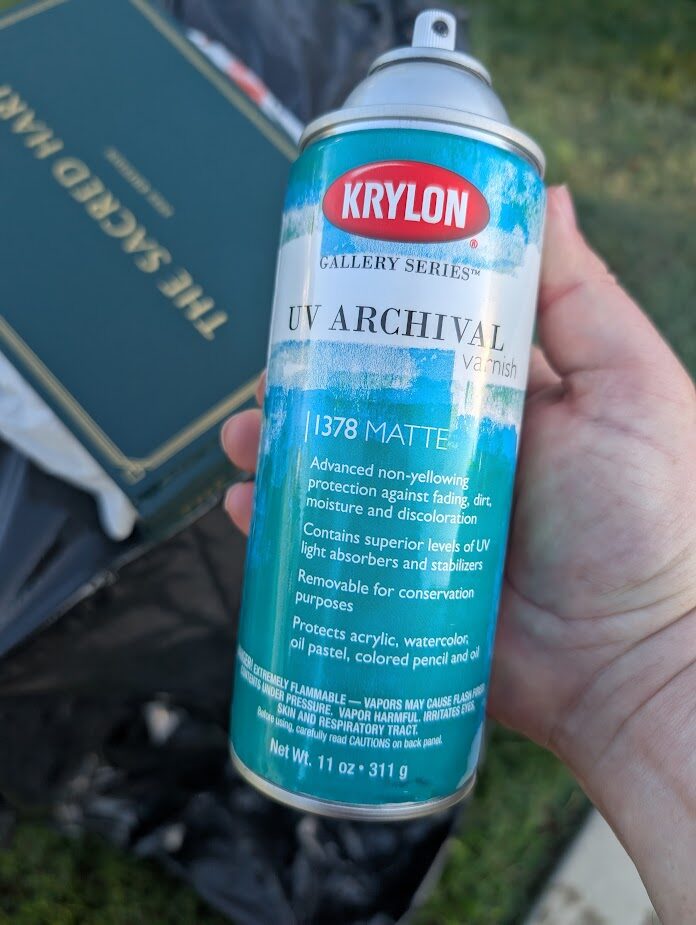 THE SACRED HAR
KRYLON®
GALLERY SERIES™
UV ARCHIVAL
varnish
1378 MATTE
Advanced non-yellowing
protection against fading, dirt,
moisture and discoloration
Contains superior levels of UV
light absorbers and stabilizers
Removable for conservation
purposes
Protects acrylic, watercolor,
oil pastel, colored pencil and oil
EXTREMELY FLAMMABLE — VAPORS MAY CAUSE FLASH
CONTENTS UNDER PRESSURE. VAPOR HARMFUL. IRRITATES EYES,
SKIN AND RESPIRATORY TRACT.
Before using, carefully read CAUTIONS on back panel.
Net Wt. 11 oz • 311 g